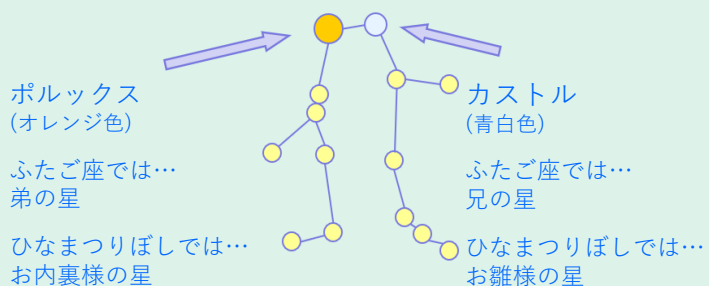 ポルックス
(オレンジ色)
ふたご座では…
弟の星
ひなまつりぼしでは…
お内裏様の星
カストル
(青白色)
ふたご座では…
兄の星
ひなまつりぼしでは…
お雛様の星